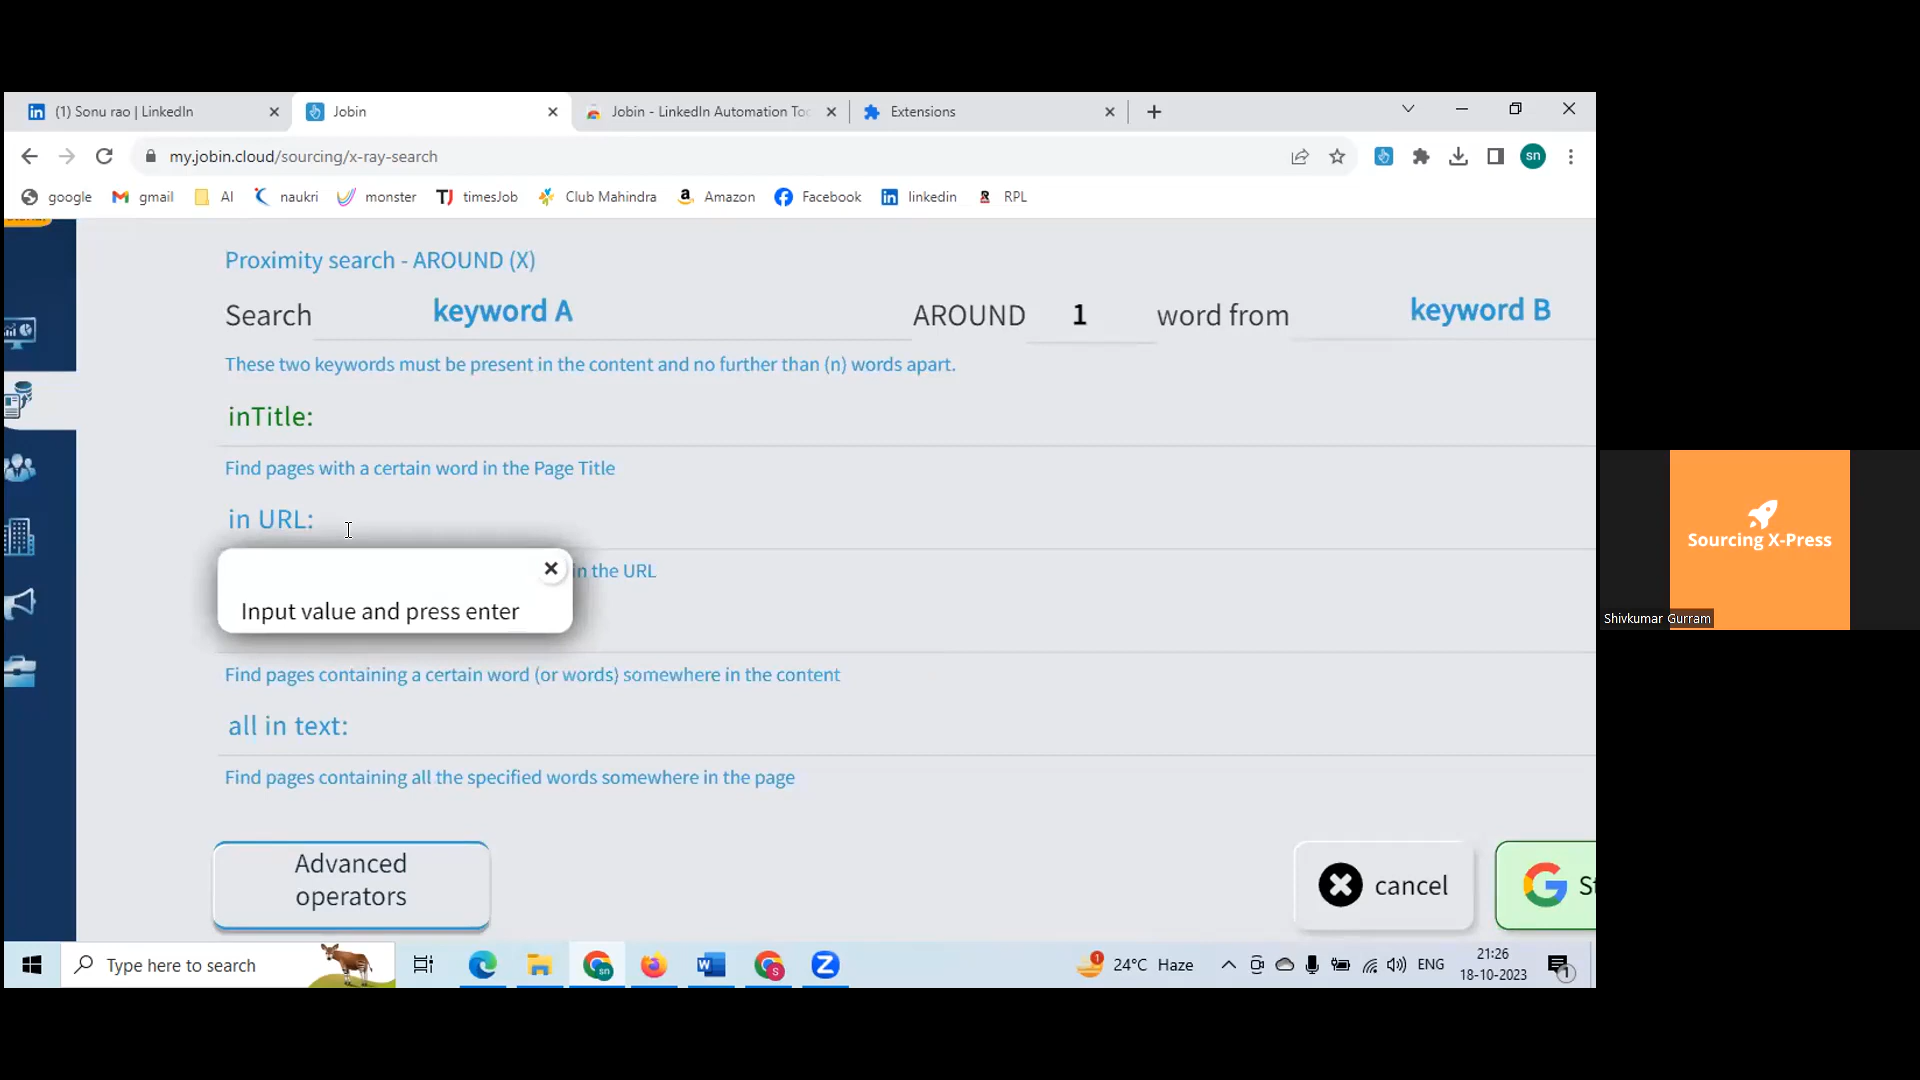 (1) Sonu rao | LinkedIn
Jobin
Jobin - LinkedIn Automation Too
Extensions
my.jobin.cloud/sourcing/x-ray-search
sn
google
gmail
AI
naukri
monster
TJ
timesJob
Club Mahindra
Amazon
Facebook
linkedin
RPL
Proximity search - AROUND (X)
Search keyword A AROUND 1 word from keyword B
These two keywords must be present in the content and no further than (n) words apart.
inTitle:
Find pages with a certain word in the Page Title
in URL:
in the URL
Input value and press enter
Find pages containing a certain word (or words) somewhere in the content
all in text:
Find pages containing all the specified words somewhere in the page
Advanced
operators
cancel
Sourcing X-Press
Shivkumar Gurram
Type here to search
24°C Haze
ENG
21:26
18-10-2023
1